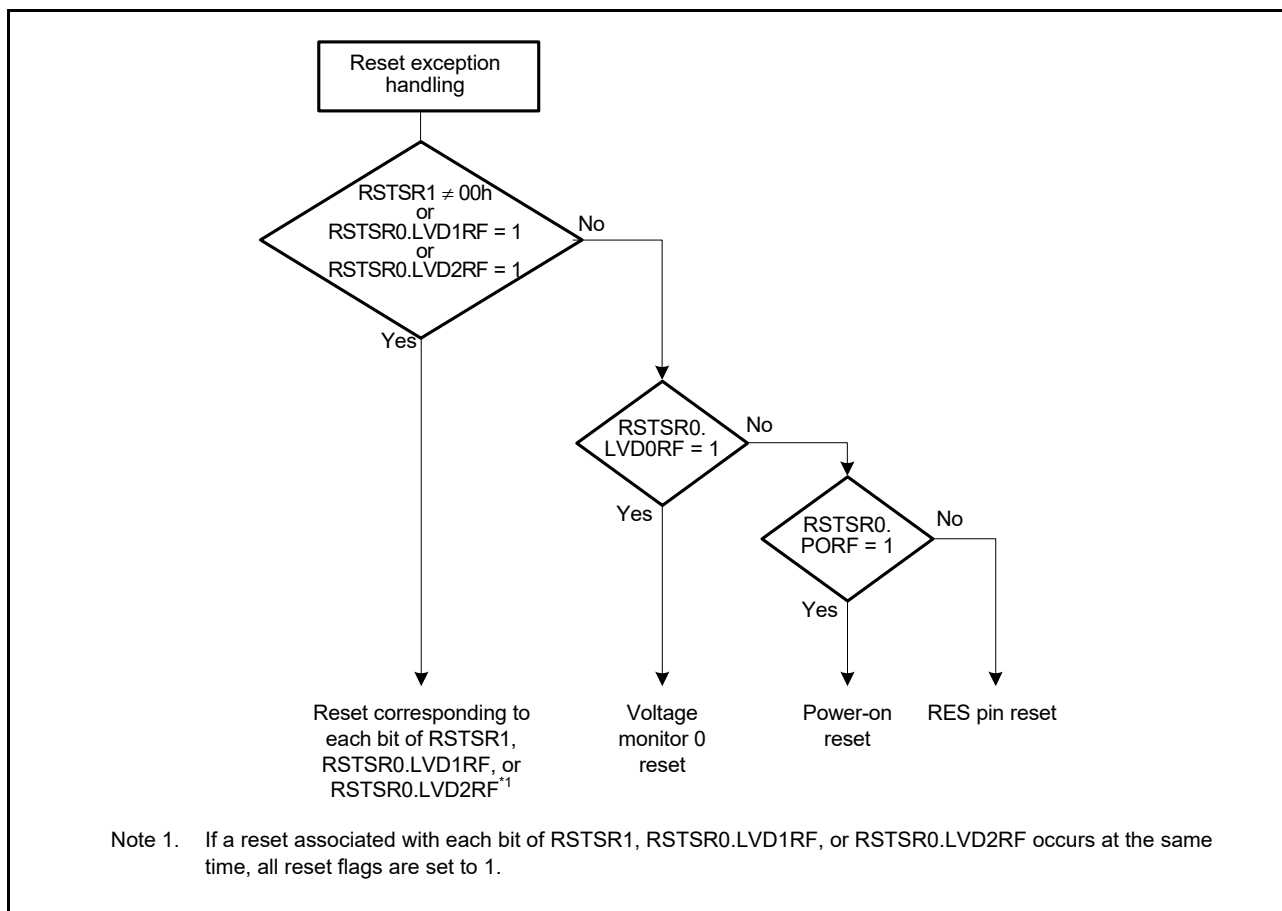 Reset exception
handling
RSTSR1 ≠ 00h
or
RSTSR0.LVD1RF = 1
or
RSTSR0.LVD2RF = 1
No
Yes
RSTSR0.
LVD0RF = 1
No
Yes
RSTSR0.
PORF = 1
No
Yes
Reset corresponding to
each bit of RSTSR1,
RSTSR0.LVD1RF, or
RSTSR0.LVD2RF*1
Voltage
monitor 0
reset
Power-on
reset
RES pin reset
Note 1. If a reset associated with each bit of RSTSR1, RSTSR0.LVD1RF, or RSTSR0.LVD2RF occurs at the same
time, all reset flags are set to 1.